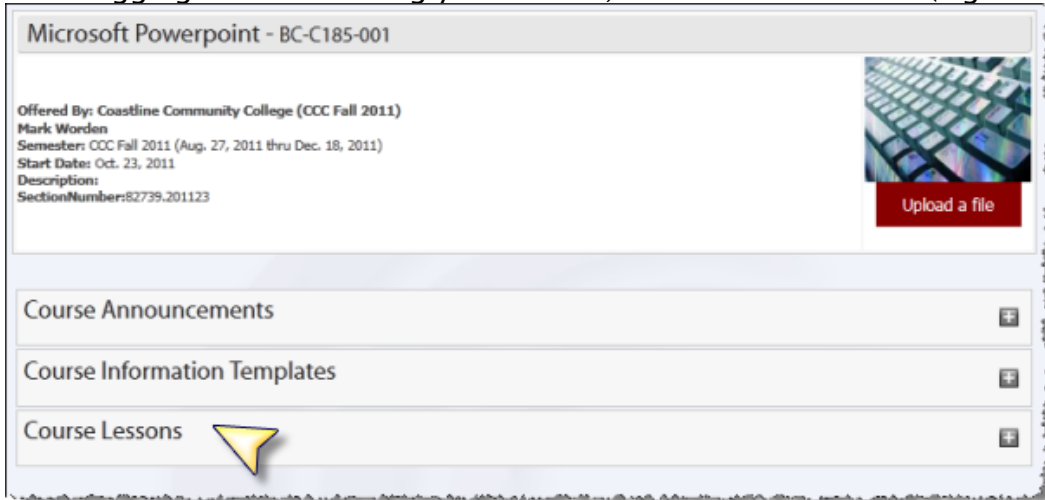 Microsoft Powerpoint - BC-C185-001
Offered By: Coastline Community College (CCC Fall 2011)
Mark Worden
Semester: CCC Fall 2011 (Aug. 27, 2011 thru Dec. 18, 2011)
Start Date: Oct. 23, 2011
Description:
SectionNumber:82739.201123
Upload a file
Course Announcements
Course Information Templates
Course Lessons